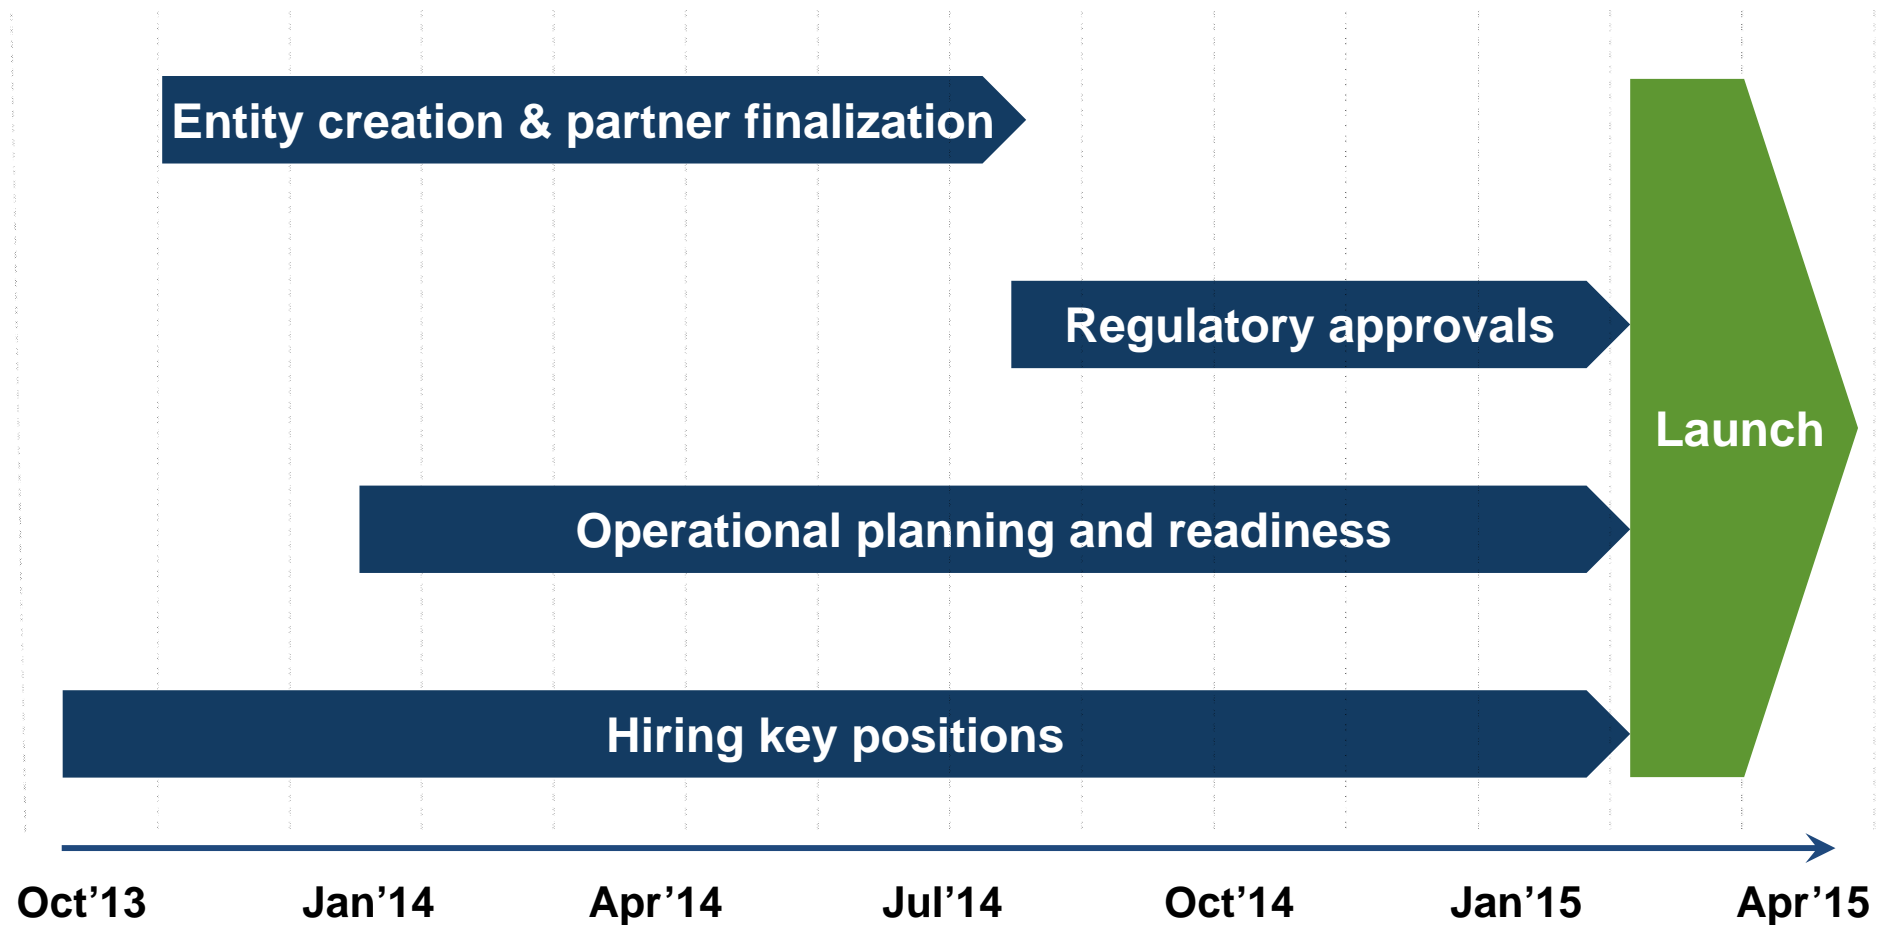 Entity creation & partner finalization
Regulatory approvals
Launch
Operational planning and readiness
Hiring key positions
Oct’13 Jan’14 Apr’14 Jul’14 Oct’14 Jan’15 Apr’15